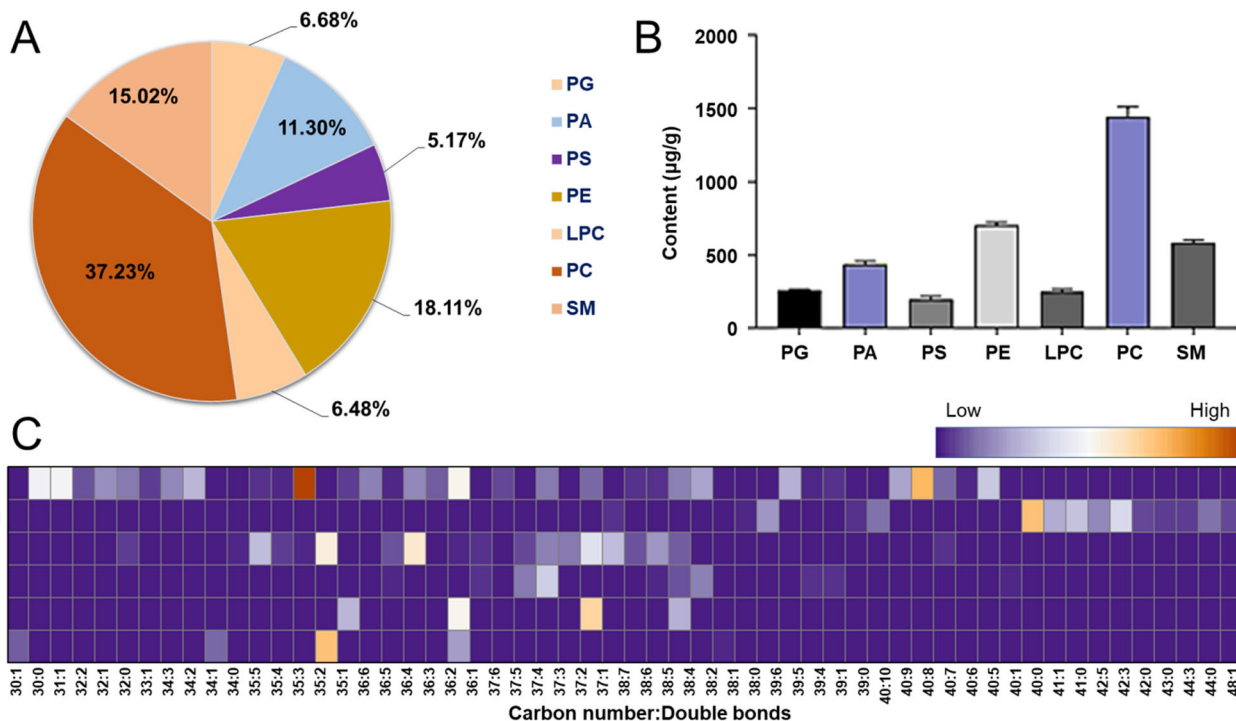 A
6.68%
15.02%
11.30%
5.17%
37.23%
18.11%
6.48%
PG
PA
PS
PE
LPC
PC
SM
B
2000
1500
1000
500
0
Content (µg/g)
PG PA PS PE LPC PC SM
C
Low High
30:1 30:0 31:1 32:2 32:1 32:0 33:1 34:3 34:2 34:1 34:0 35:5 35:4 35:3 35:2 35:1 36:6 36:5 36:4 36:3 36:2 36:1 37:6 37:5 37:4 37:3 37:2 37:1 38:7 38:6 38:5 38:4 38:2 38:1 38:0 39:6 39:5 39:4 39:1 39:0 40:10 40:9 40:8 40:7 40:6 40:5 40:1 40:0 41:1 41:0 42:5 42:3 42:0 43:0 44:3 44:0 48:1
Carbon number:Double bonds